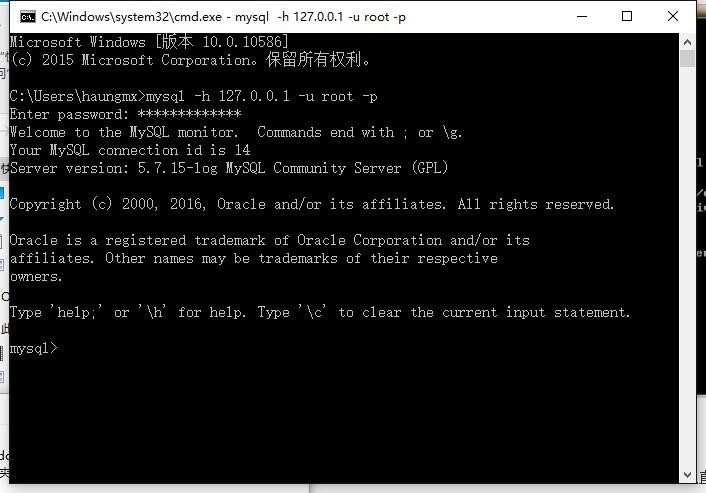 C:\Windows\system32\cmd.exe - mysql  -h 127.0.0.1 -u root -p
Microsoft Windows [版本 10.0.10586]
(c) 2015 Microsoft Corporation。保留所有权利。
C:\Users\haungmx>mysql -h 127.0.0.1 -u root -p
Enter password: *************
Welcome to the MySQL monitor.  Commands end with ; or \g.
Your MySQL connection id is 14
Server version: 5.7.15-log MySQL Community Server (GPL)
Copyright (c) 2000, 2016, Oracle and/or its affiliates. All rights reserved.
Oracle is a registered trademark of Oracle Corporation and/or its
affiliates. Other names may be trademarks of their respective
owners.
Type 'help;' or '\h' for help. Type '\c' to clear the current input statement.
mysql>